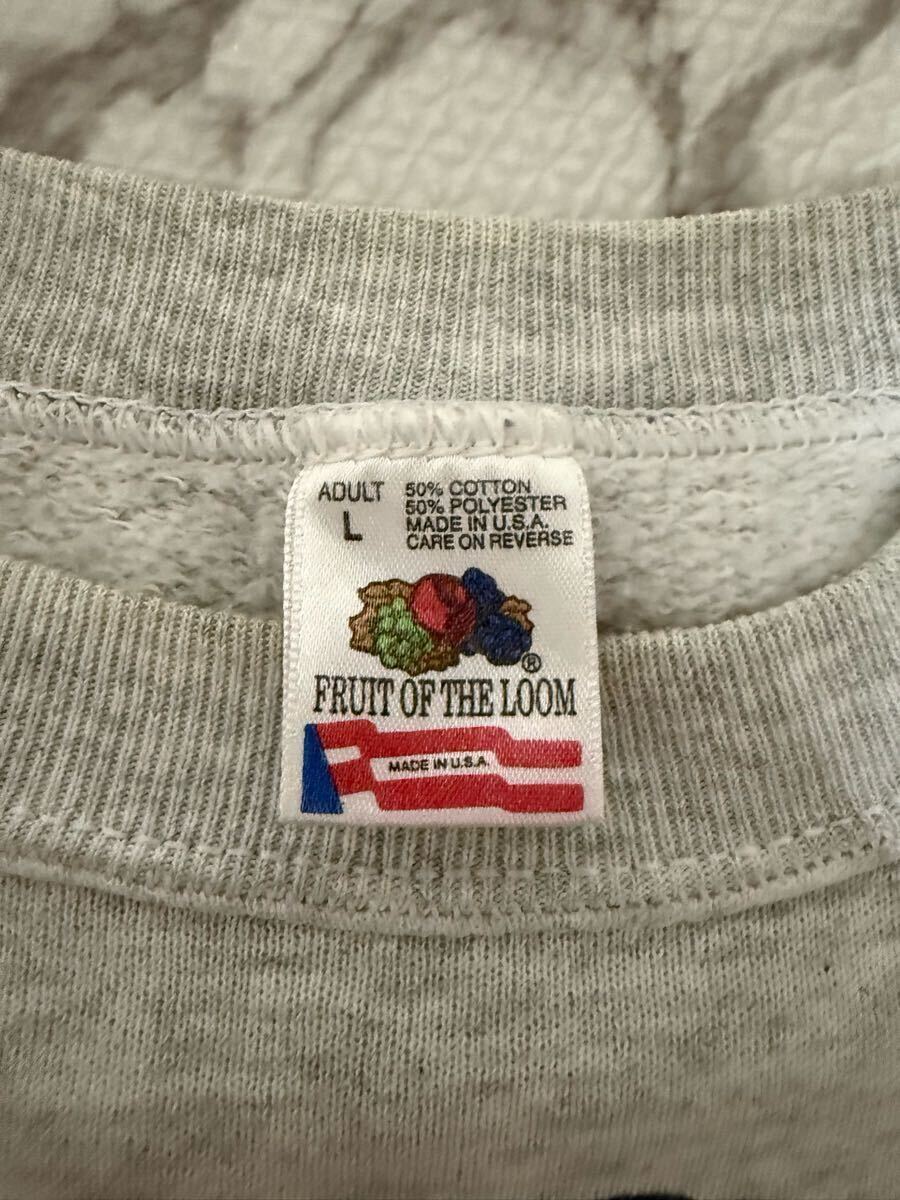 ADULT
L
50% COTTON
50% POLYESTER
MADE IN U.S.A.
CARE ON REVERSE
®
FRUIT OF THE LOOM
MADE IN U.S.A.